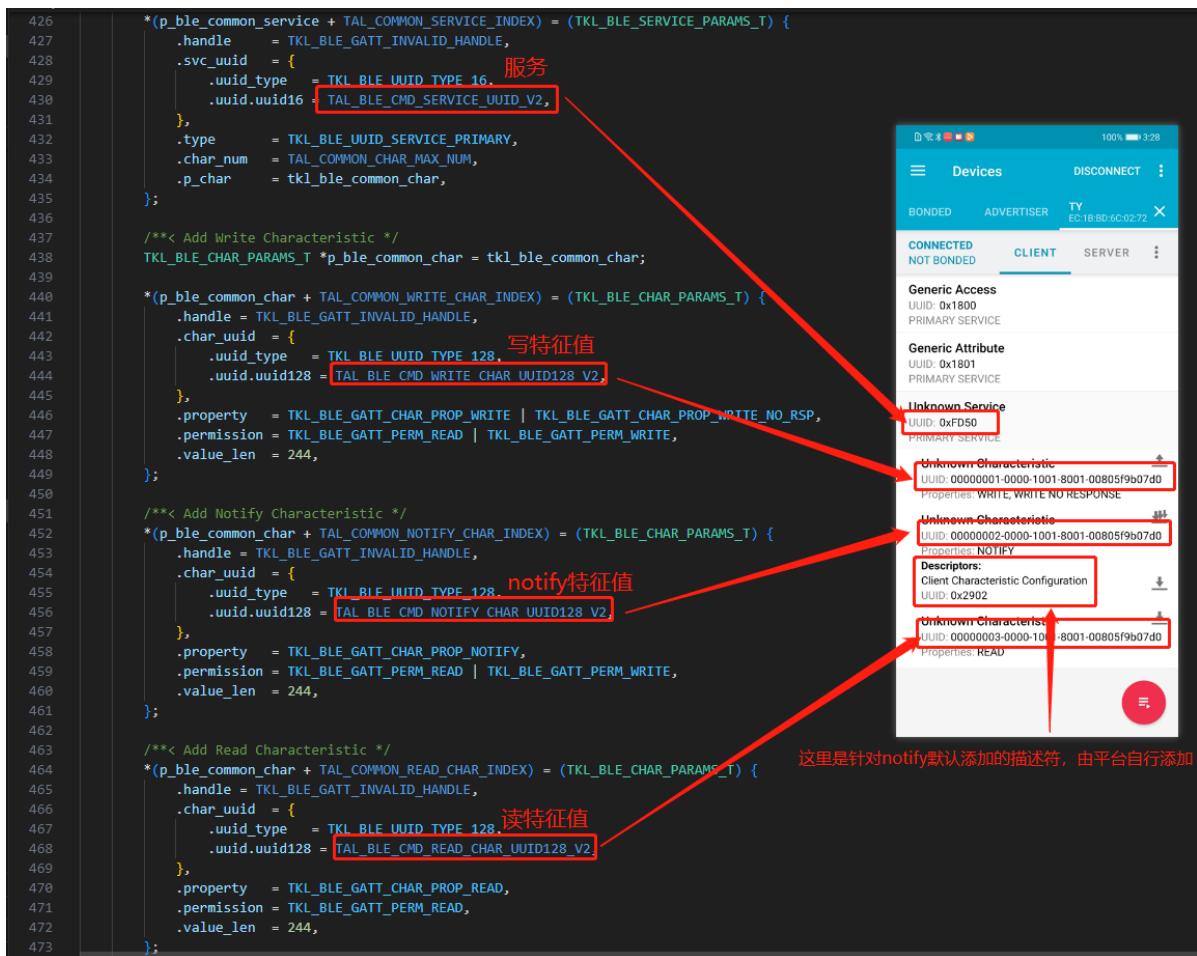 426 *(p_ble_common_service + TAL_COMMON_SERVICE_INDEX) = (TKL_BLE_SERVICE_PARAMS_T) {
427 .handle = TKL_BLE_GATT_INVALID_HANDLE,
428 .svc_uuid = {
服务
429 .uuid_type = TKL_BLE_UUID_TYPE_16,
430 .uuid.uuid16 = TAL_BLE_CMD_SERVICE_UUID_V2,
431 },
432 .type = TKL_BLE_UUID_SERVICE_PRIMARY,
433 .char_num = TAL_COMMON_CHAR_MAX_NUM,
434 .p_char = tkl_ble_common_char,
435 };
436
437 /**< Add Write Characteristic */
438 TKL_BLE_CHAR_PARAMS_T *p_ble_common_char = tkl_ble_common_char;
439
440 *(p_ble_common_char + TAL_COMMON_WRITE_CHAR_INDEX) = (TKL_BLE_CHAR_PARAMS_T) {
441 .handle = TKL_BLE_GATT_INVALID_HANDLE,
442 .char_uuid = {
写特征值
443 .uuid_type = TKL_BLE_UUID_TYPE_128,
444 .uuid.uuid128 = TAL_BLE_CMD_WRITE_CHAR_UUID128_V2,
445 },
446 .property = TKL_BLE_GATT_CHAR_PROP_WRITE | TKL_BLE_GATT_CHAR_PROP_WRITE_NO_RSP,
447 .permission = TKL_BLE_GATT_PERM_READ | TKL_BLE_GATT_PERM_WRITE,
448 .value_len = 244,
449 };
450
451 /**< Add Notify Characteristic */
452 *(p_ble_common_char + TAL_COMMON_NOTIFY_CHAR_INDEX) = (TKL_BLE_CHAR_PARAMS_T) {
453 .handle = TKL_BLE_GATT_INVALID_HANDLE,
454 .char_uuid = {
notify特征值
455 .uuid_type = TKL_BLE_UUID_TYPE_128,
456 .uuid.uuid128 = TAL_BLE_CMD_NOTIFY_CHAR_UUID128_V2,
457 },
458 .property = TKL_BLE_GATT_CHAR_PROP_NOTIFY,
459 .permission = TKL_BLE_GATT_PERM_READ | TKL_BLE_GATT_PERM_WRITE,
460 .value_len = 244,
461 };
462
463 /**< Add Read Characteristic */
464 *(p_ble_common_char + TAL_COMMON_READ_CHAR_INDEX) = (TKL_BLE_CHAR_PARAMS_T) {
465 .handle = TKL_BLE_GATT_INVALID_HANDLE,
466 .char_uuid = {
读特征值
467 .uuid_type = TKL_BLE_UUID_TYPE_128,
468 .uuid.uuid128 = TAL_BLE_CMD_READ_CHAR_UUID128_V2,
469 },
470 .property = TKL_BLE_GATT_CHAR_PROP_READ,
471 .permission = TKL_BLE_GATT_PERM_READ,
472 .value_len = 244,
473 };
100% 3:28
Devices DISCONNECT
BONDED ADVERTISER TY
EC:1B:BD:6C:02:72
CONNECTED
NOT BONDED CLIENT SERVER
Generic Access
UUID: 0x1800
PRIMARY SERVICE
Generic Attribute
UUID: 0x1801
PRIMARY SERVICE
Unknown Service
UUID: 0xFD50
PRIMARY SERVICE
Unknown Characteristic
UUID: 00000001-0000-1001-8001-00805f9b07d0
Properties: WRITE, WRITE NO RESPONSE
Unknown Characteristic
UUID: 00000002-0000-1001-8001-00805f9b07d0
Properties: NOTIFY
Descriptors:
Client Characteristic Configuration
UUID: 0x2902
Unknown Characteristic
UUID: 00000003-0000-1001-8001-00805f9b07d0
Properties: READ
这里是针对notify默认添加的描述符，由平台自行添加